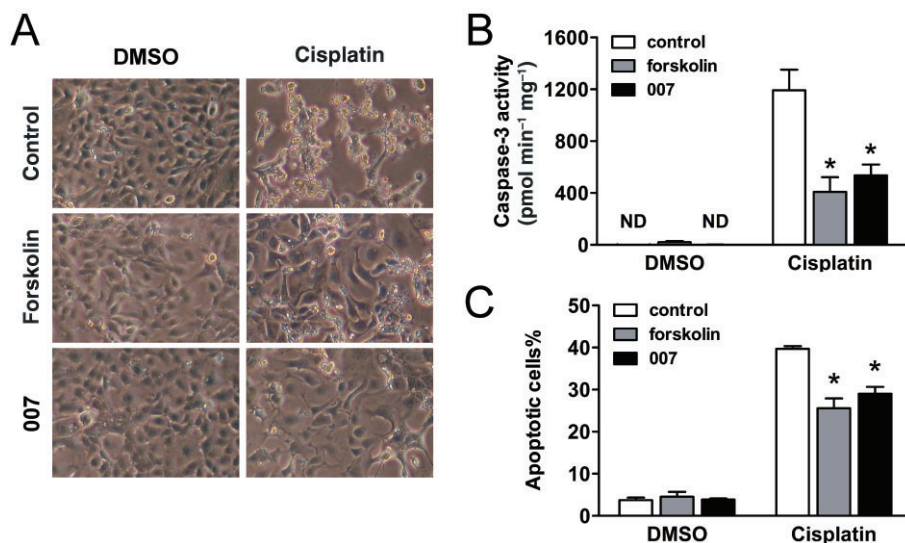 A
DMSO
Cisplatin
Control
Forskolin
007
B
Caspase-3 activity
(pmol min⁻¹ mg⁻¹)
1600
1200
800
400
0
control
forskolin
007
ND
ND
*
*
DMSO
Cisplatin
C
Apoptotic cells%
50
40
30
20
10
0
control
forskolin
007
*
*
DMSO
Cisplatin